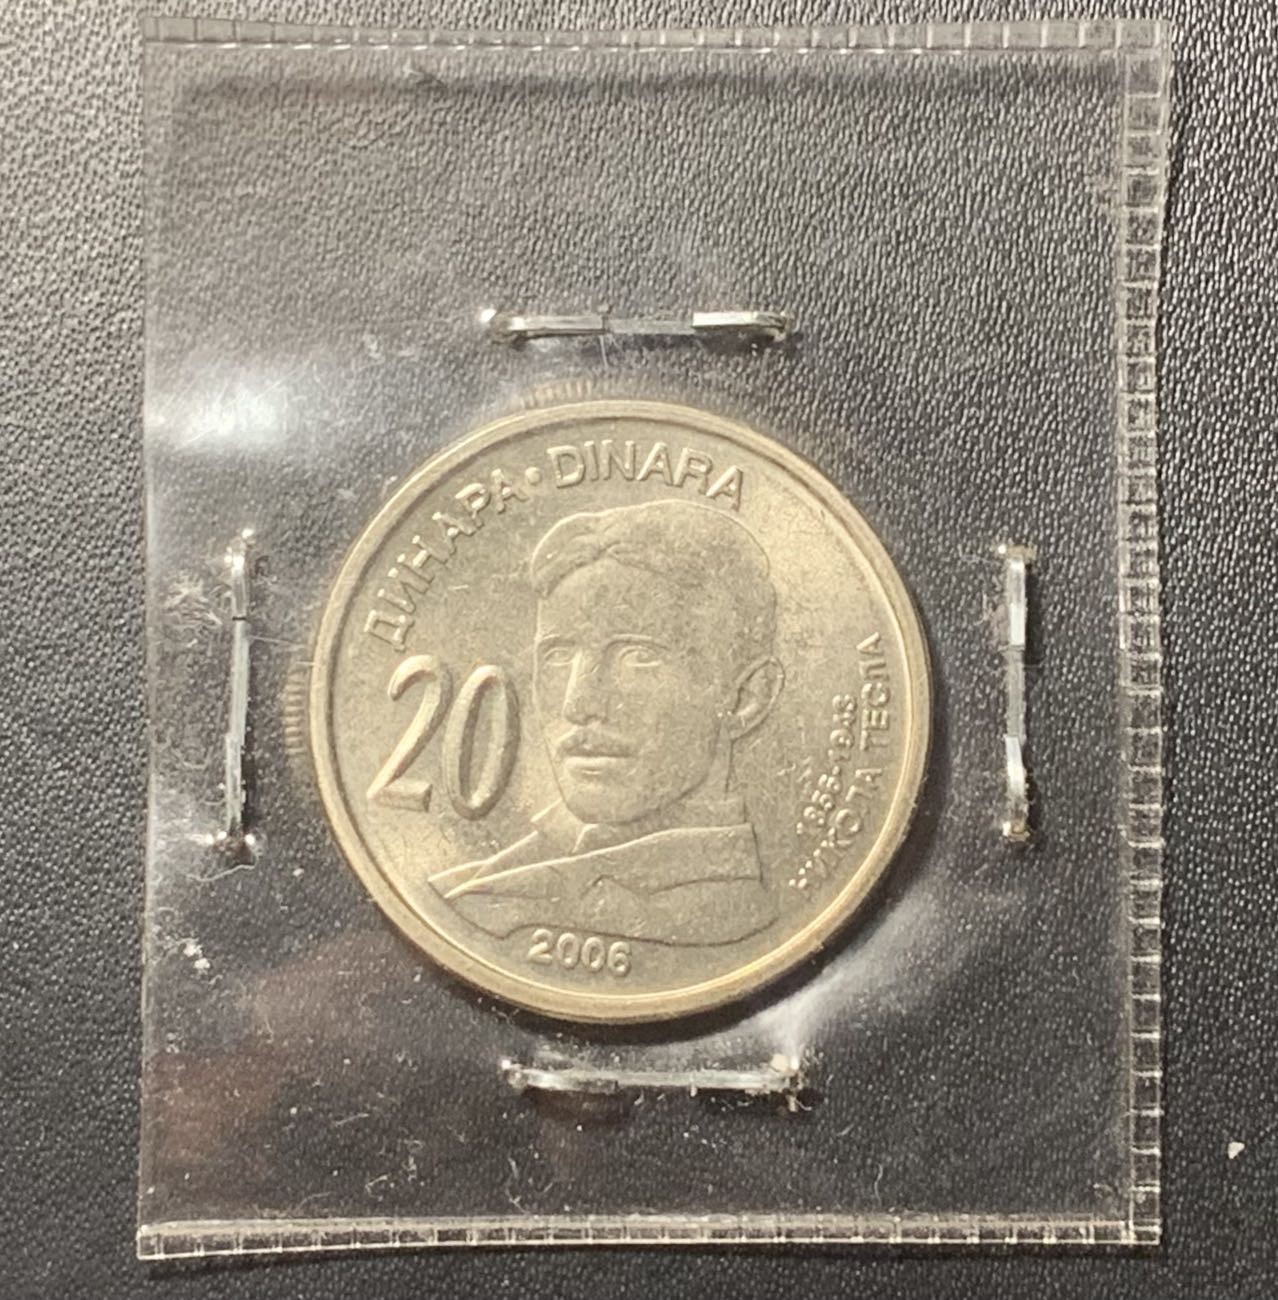 ДИНАРА • DINARA
20
1856-1943
НИКОЛА ТЕСЛА
2006